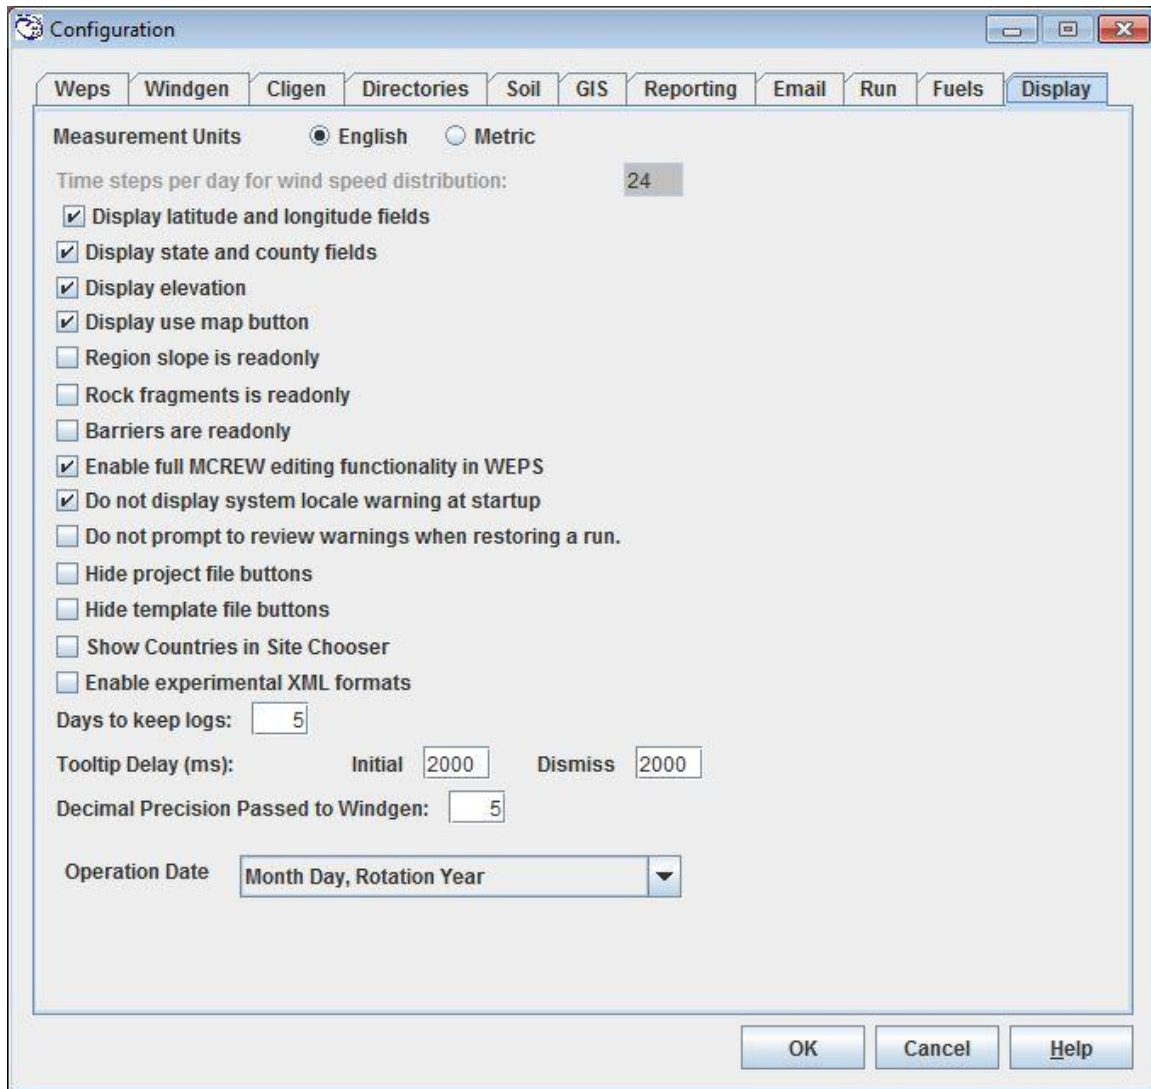 Configuration
Weps Windgen Cligen Directories Soil GIS Reporting Email Run Fuels Display
Measurement Units English Metric
Time steps per day for wind speed distribution: 24
Display latitude and longitude fields
Display state and county fields
Display elevation
Display use map button
Region slope is readonly
Rock fragments is readonly
Barriers are readonly
Enable full MCREW editing functionality in WEPS
Do not display system locale warning at startup
Do not prompt to review warnings when restoring a run.
Hide project file buttons
Hide template file buttons
Show Countries in Site Chooser
Enable experimental XML formats
Days to keep logs: 5
Tooltip Delay (ms): Initial 2000 Dismiss 2000
Decimal Precision Passed to Windgen: 5
Operation Date Month Day, Rotation Year
OK Cancel Help